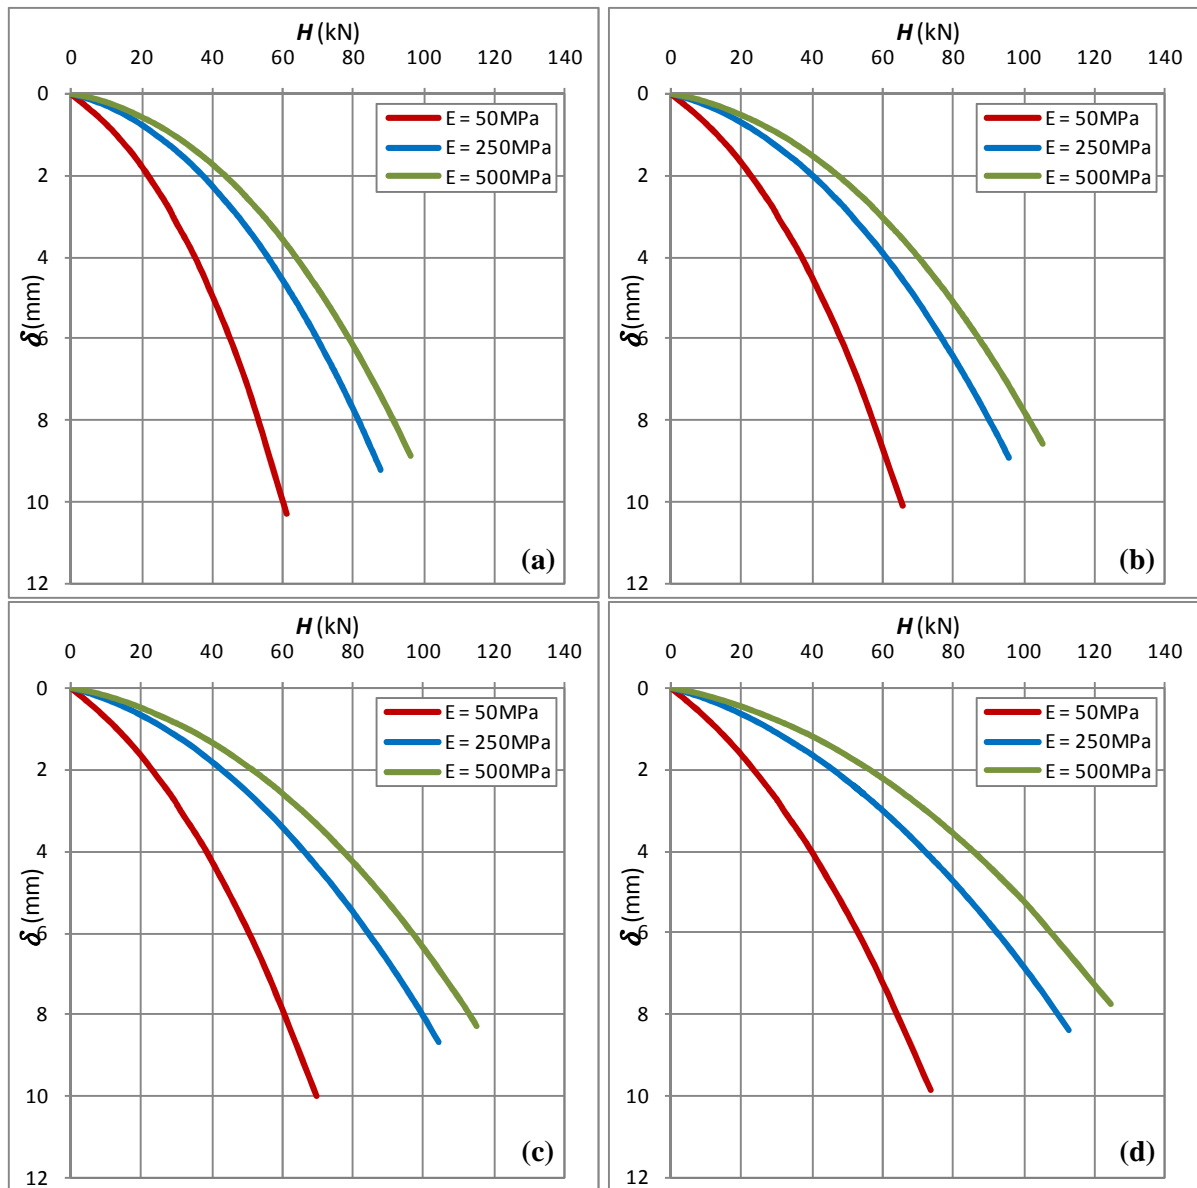 H (kN)
0 20 40 60 80 100 120 140
0
2
4
6
8
10
12
δ (mm)
E = 50MPa
E = 250MPa
E = 500MPa
(a)
H (kN)
0 20 40 60 80 100 120 140
0
2
4
6
8
10
12
δ (mm)
E = 50MPa
E = 250MPa
E = 500MPa
(b)
H (kN)
0 20 40 60 80 100 120 140
0
2
4
6
8
10
12
δ (mm)
E = 50MPa
E = 250MPa
E = 500MPa
(c)
H (kN)
0 20 40 60 80 100 120 140
0
2
4
6
8
10
12
δ (mm)
E = 50MPa
E = 250MPa
E = 500MPa
(d)